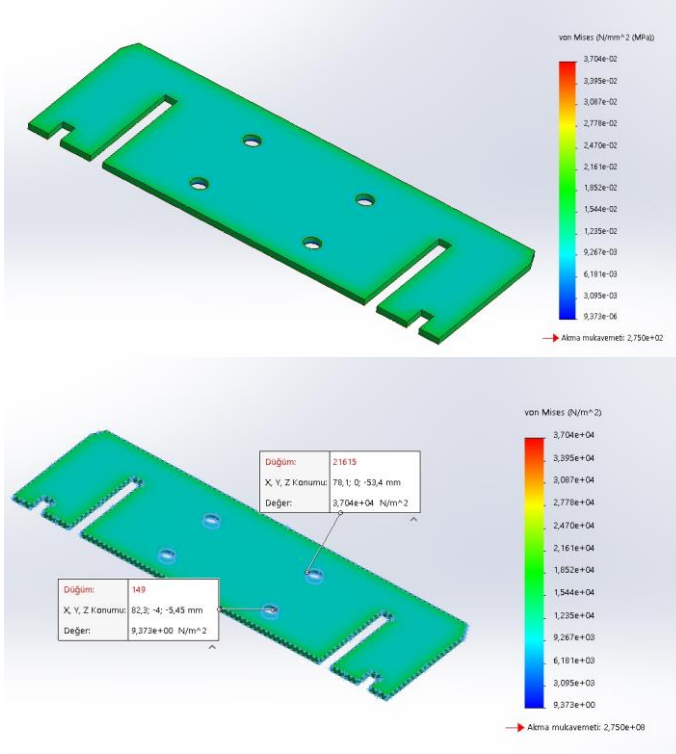 von Mises (N/mm^2 (MPa))
3,704e-02
3,395e-02
3,087e-02
2,778e-02
2,470e-02
2,161e-02
1,852e-02
1,544e-02
1,235e-02
9,267e-03
6,181e-03
3,095e-03
9,373e-06
Akma mukavemeti: 2,750e+02
von Mises (N/m^2)
3,704e+04
3,395e+04
3,087e+04
2,778e+04
2,470e+04
2,161e+04
1,852e+04
1,544e+04
1,235e+04
9,267e+03
6,181e+03
3,095e+03
9,373e+00
Akma mukavemeti: 2,750e+08
Düğüm: 21615
X, Y, Z Konumu: 78,1; 0; -53,4 mm
Değer: 3,704e+04 N/m^2
Düğüm: 149
X, Y, Z Konumu: 82,3; -4; -5,45 mm
Değer: 9,373e+00 N/m^2